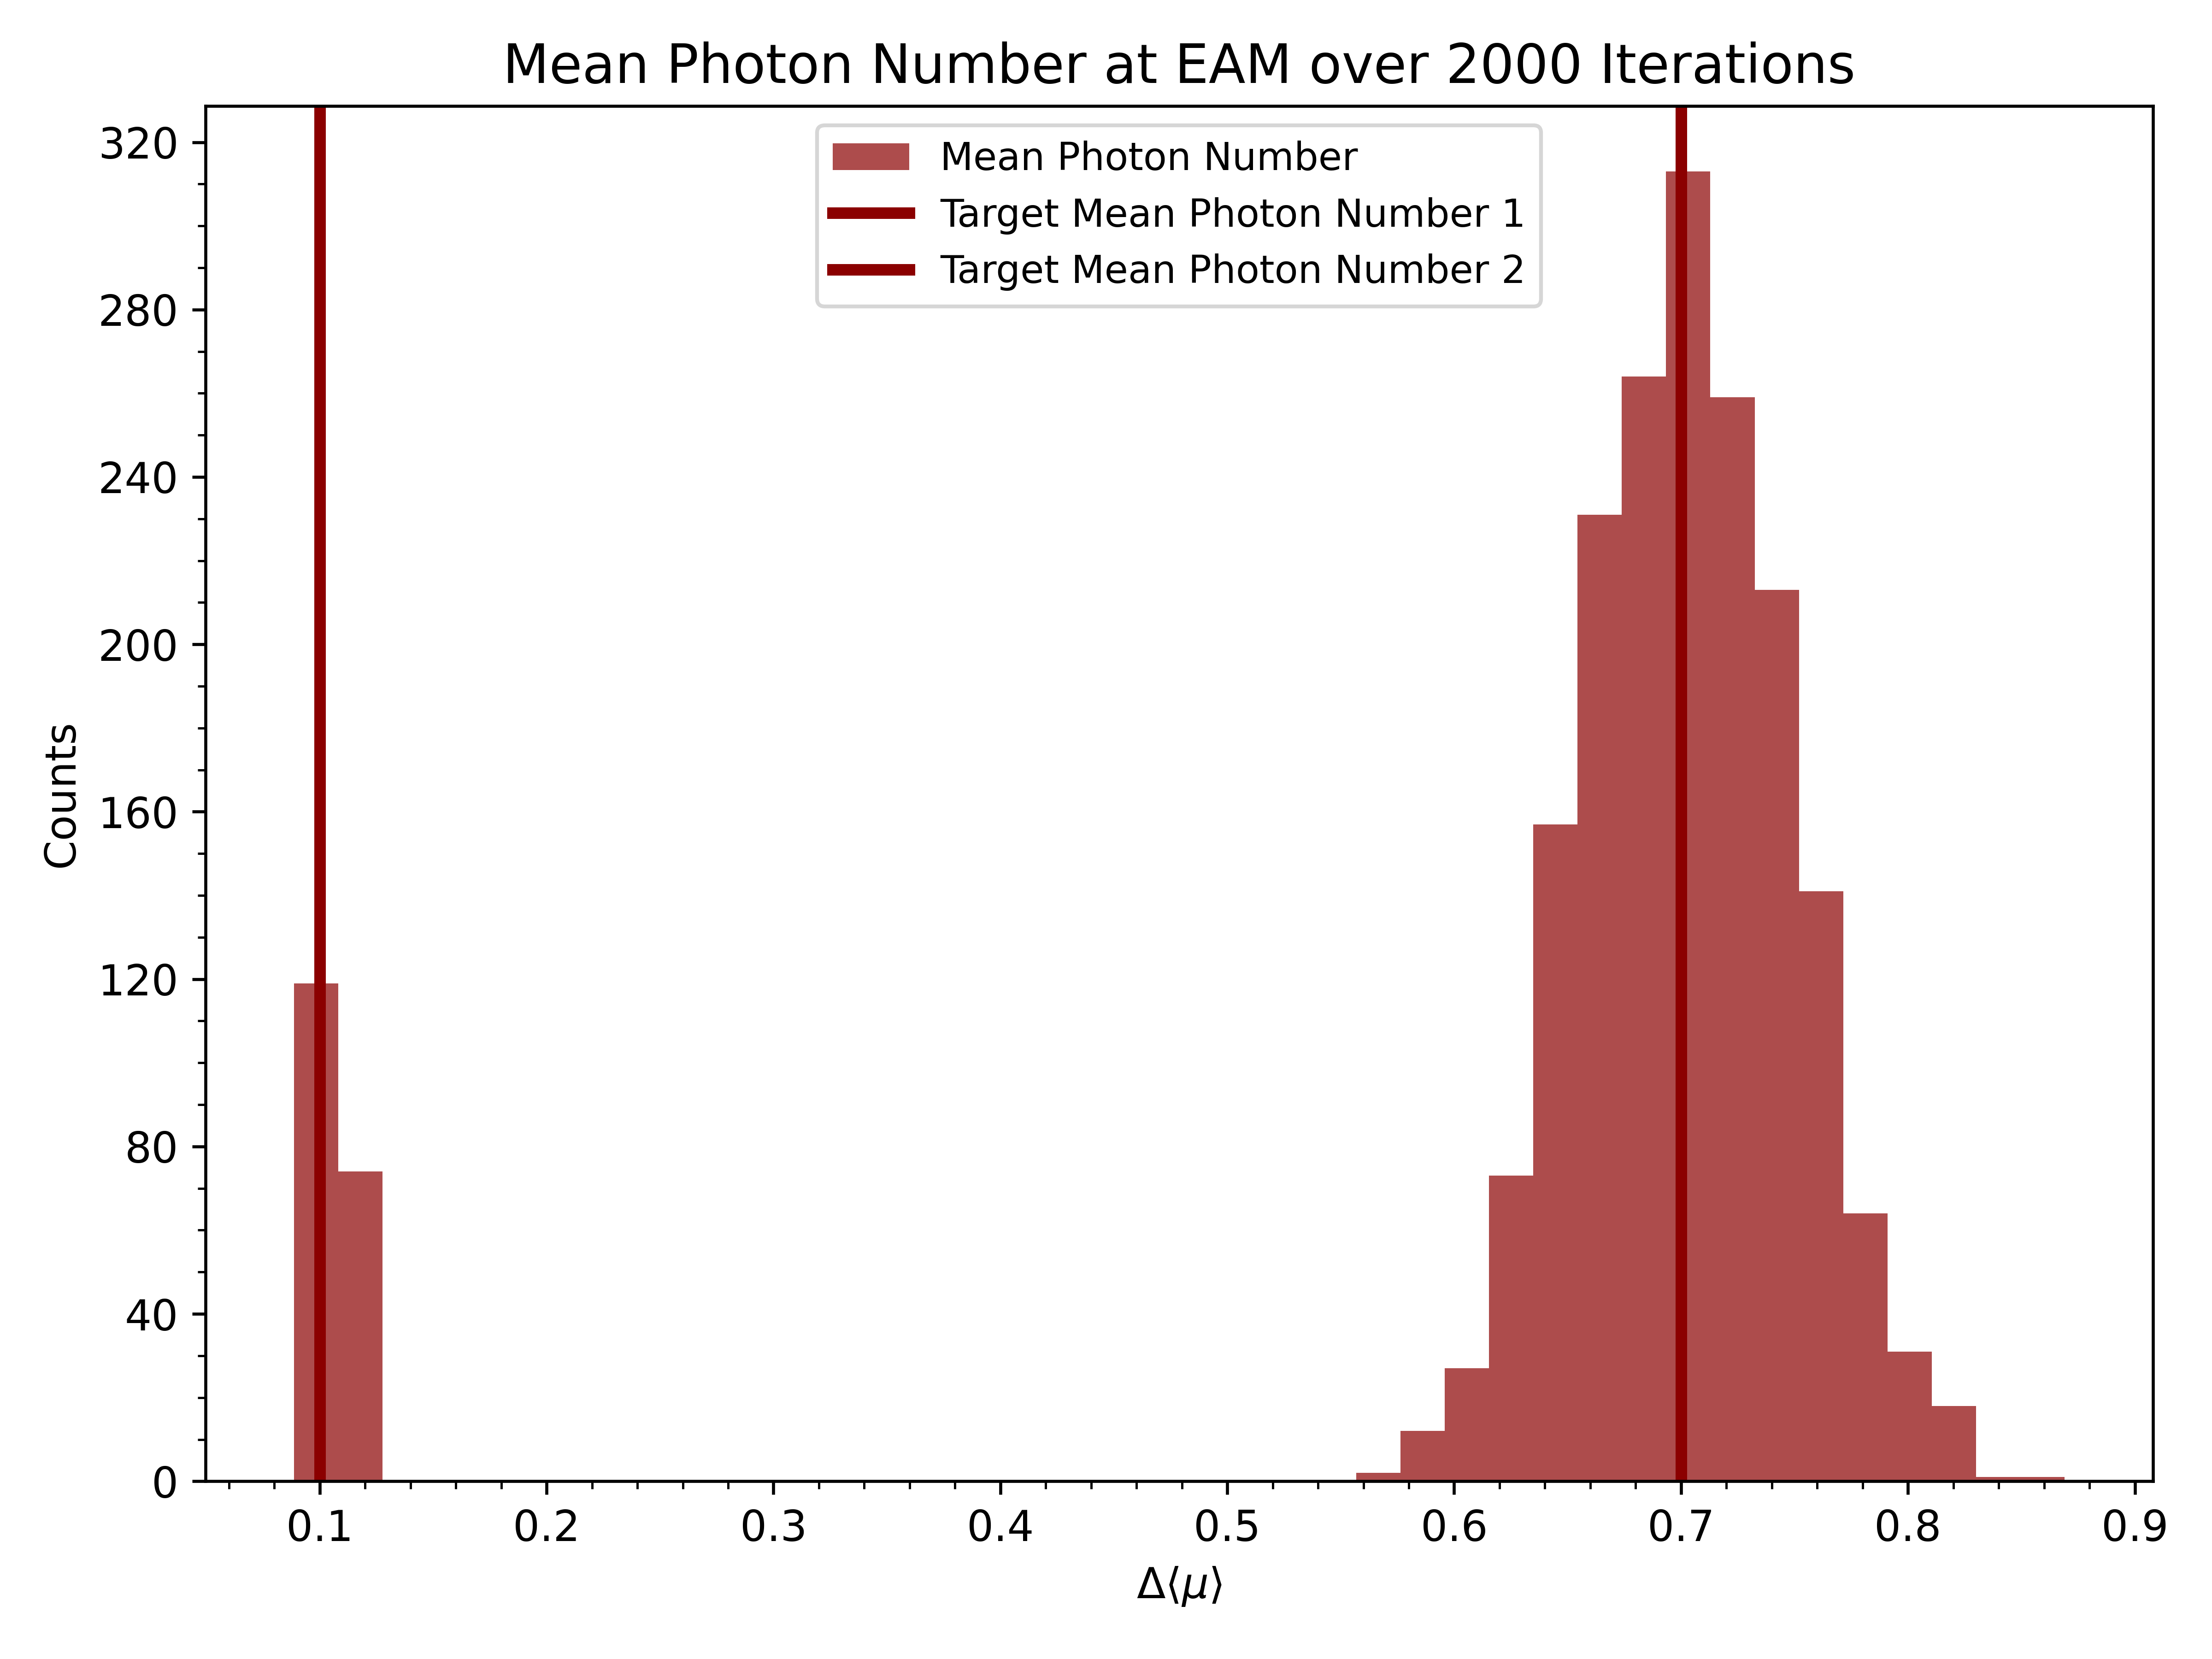 Mean Photon Number at EAM over 2000 Iterations
Mean Photon Number
Target Mean Photon Number 1
Target Mean Photon Number 2
320
280
240
200
160
120
80
40
0
Counts
0.1 0.2 0.3 0.4 0.5 0.6 0.7 0.8 0.9
Δ⟨μ⟩